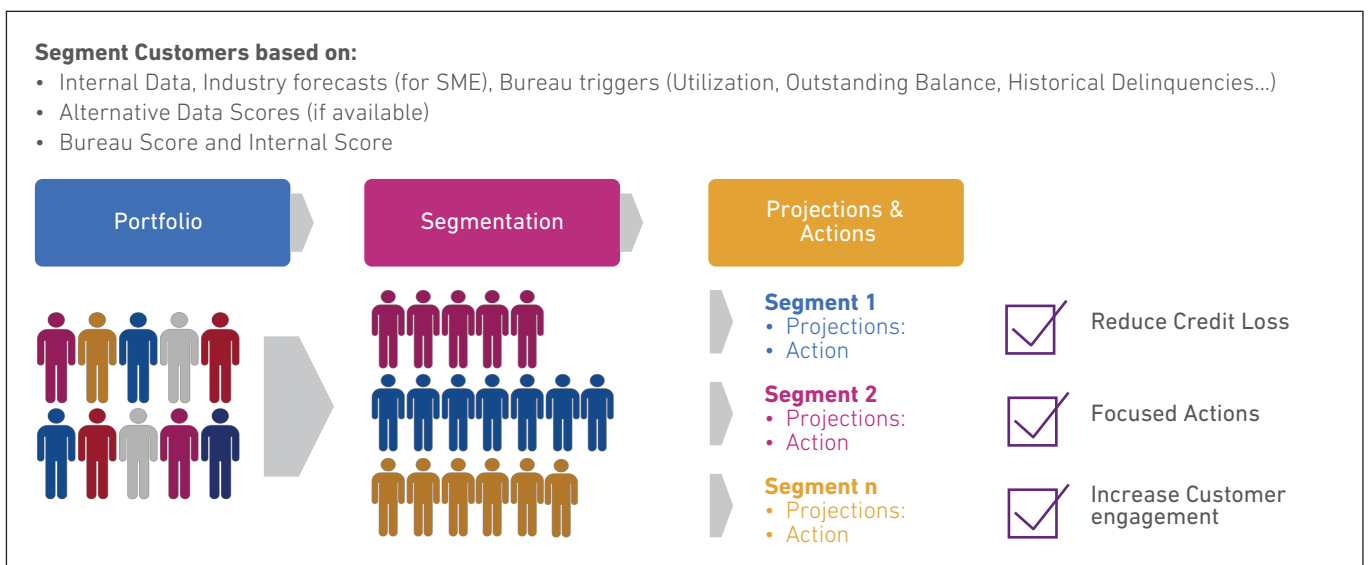 Segment Customers based on:
• Internal Data, Industry forecasts (for SME), Bureau triggers (Utilization, Outstanding Balance, Historical Delinquencies...)
• Alternative Data Scores (if available)
• Bureau Score and Internal Score
Portfolio
Segmentation
Projections &
Actions
Segment 1
• Projections:
• Action
Reduce Credit Loss
Segment 2
• Projections:
• Action
Focused Actions
Segment n
• Projections:
• Action
Increase Customer
engagement